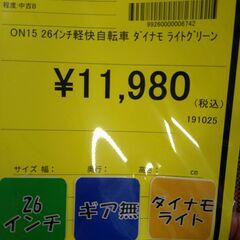 程度:中古B
99260000006742
ON15 26インチ軽快自転車 ダイナモ ライトグリーン
¥11,980
(税込)
191025
サイズ 幅: 奥行: 高さ: cm
26
インチ
ギア無
ダイナモ
ライト